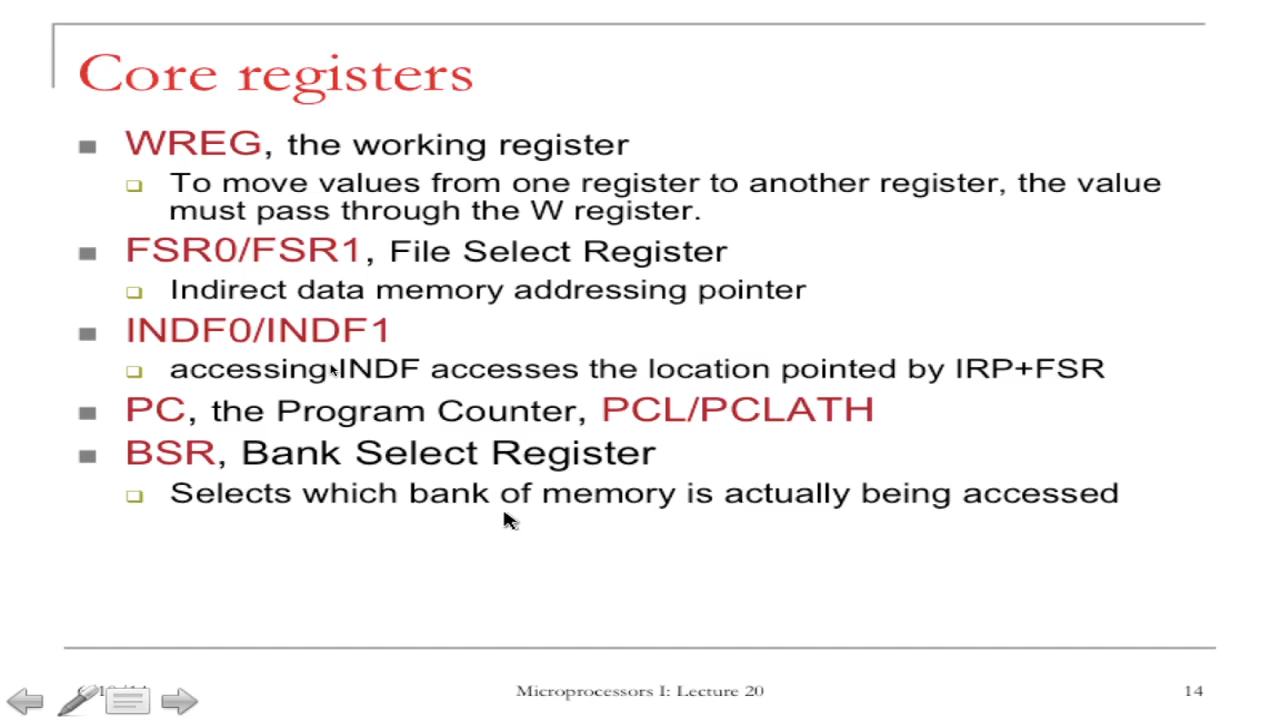 Core registers
WREG, the working register
To move values from one register to another register, the value
must pass through the W register.
FSR0/FSR1, File Select Register
Indirect data memory addressing pointer
INDF0/INDF1
accessing INDF accesses the location pointed by IRP+FSR
PC, the Program Counter, PCL/PCLATH
BSR, Bank Select Register
Selects which bank of memory is actually being accessed
Microprocessors I: Lecture 20
14